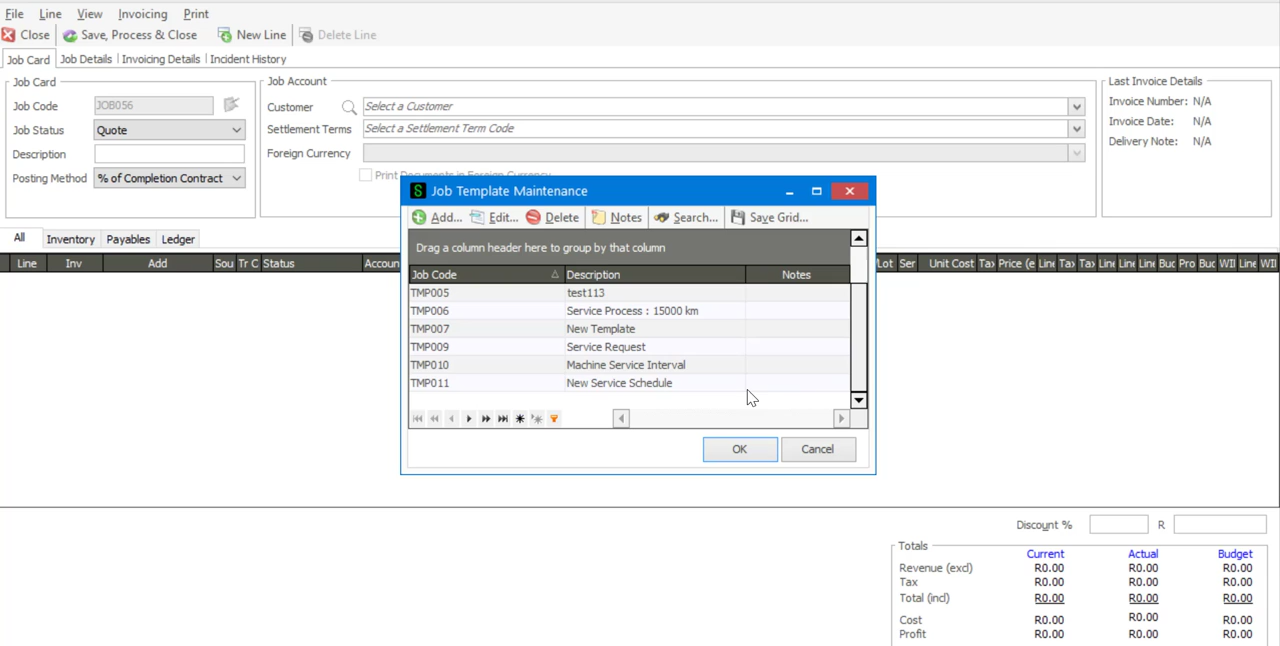 File Line View Invoicing Print
Close Save, Process & Close New Line Delete Line
Job Card Job Details Invoicing Details Incident History
Job Card
Job Code JOB056
Job Status Quote
Description
Posting Method % of Completion Contract
Job Account
Customer Select a Customer
Settlement Terms Select a Settlement Term Code
Foreign Currency
Print Documents in Foreign Currency
Last Invoice Details
Invoice Number: N/A
Invoice Date: N/A
Delivery Note: N/A
All Inventory Payables Ledger
Line Inv Add Sou Tr C Status Accoun Lot Ser Unit Cost Tax Price (e Line Tax Tax Line Line Line Buc Pro Buc WII Line WII
Job Template Maintenance
Add... Edit... Delete Notes Search... Save Grid...
Drag a column header here to group by that column
Job Code Description Notes
TMP005 test113
TMP006 Service Process : 15000 km
TMP007 New Template
TMP009 Service Request
TMP010 Machine Service Interval
TMP011 New Service Schedule
OK Cancel
Discount % R
Totals
Current Actual Budget
Revenue (excl) R0.00 R0.00 R0.00
Tax R0.00 R0.00 R0.00
Total (incl) R0.00 R0.00 R0.00
Cost R0.00 R0.00 R0.00
Profit R0.00 R0.00 R0.00